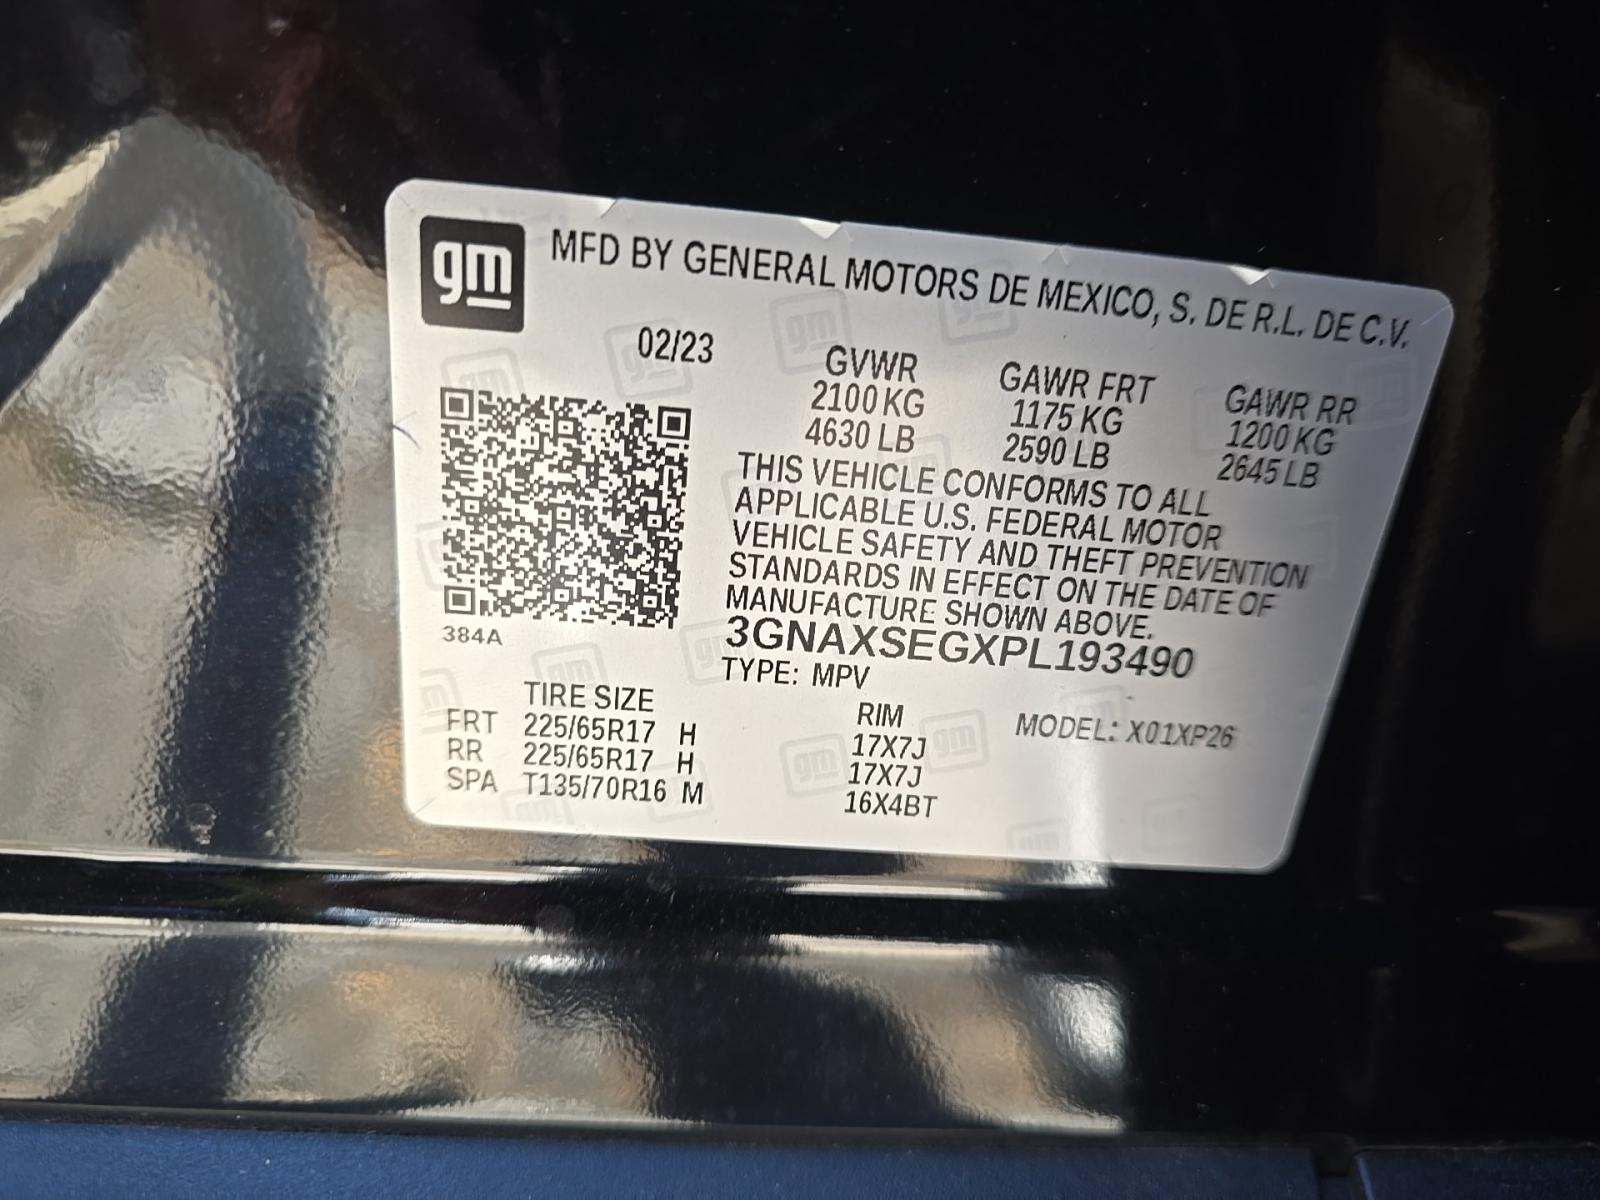 gm MFD BY GENERAL MOTORS DE MEXICO, S. DE R.L. DE C.V.
02/23 GVWR GAWR FRT GAWR RR
2100 KG 1175 KG 1200 KG
4630 LB 2590 LB 2645 LB
THIS VEHICLE CONFORMS TO ALL
APPLICABLE U.S. FEDERAL MOTOR
VEHICLE SAFETY AND THEFT PREVENTION
STANDARDS IN EFFECT ON THE DATE OF
MANUFACTURE SHOWN ABOVE.
384A 3GNAXSEGXPL193490
TYPE: MPV
TIRE SIZE RIM MODEL: X01XP26
FRT 225/65R17 H 17X7J
RR 225/65R17 H 17X7J
SPA T135/70R16 M 16X4BT